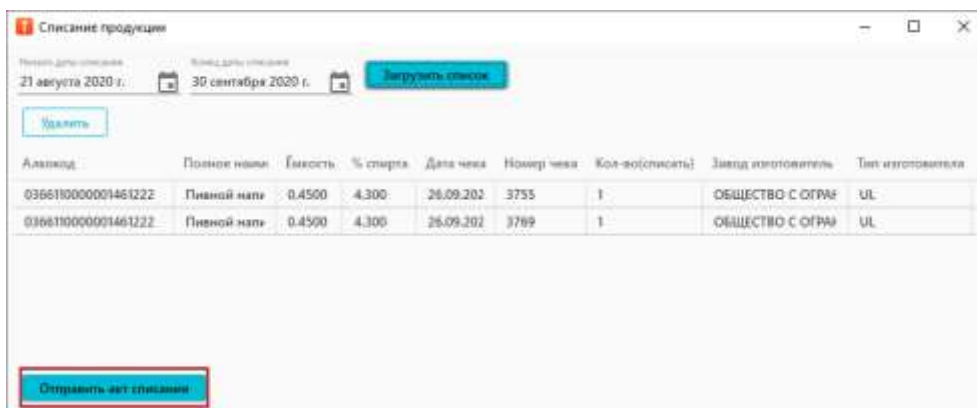 Списание продукции
Начало даты списания Конец даты списания
21 августа 2020 г. 30 сентября 2020 г. Загрузить список
Удалить
Алкокод Полное наим Ёмкость % спирта Дата чека Номер чека Кол-во(списать) Завод изготовитель Тип изготовителя
0366110000001461222 Пивной напи 0.4500 4.300 26.09.202 3755 1 ОБЩЕСТВО С ОГРАН UL
0366110000001461222 Пивной напи 0.4500 4.300 26.09.202 3769 1 ОБЩЕСТВО С ОГРАН UL
Отправить акт списания